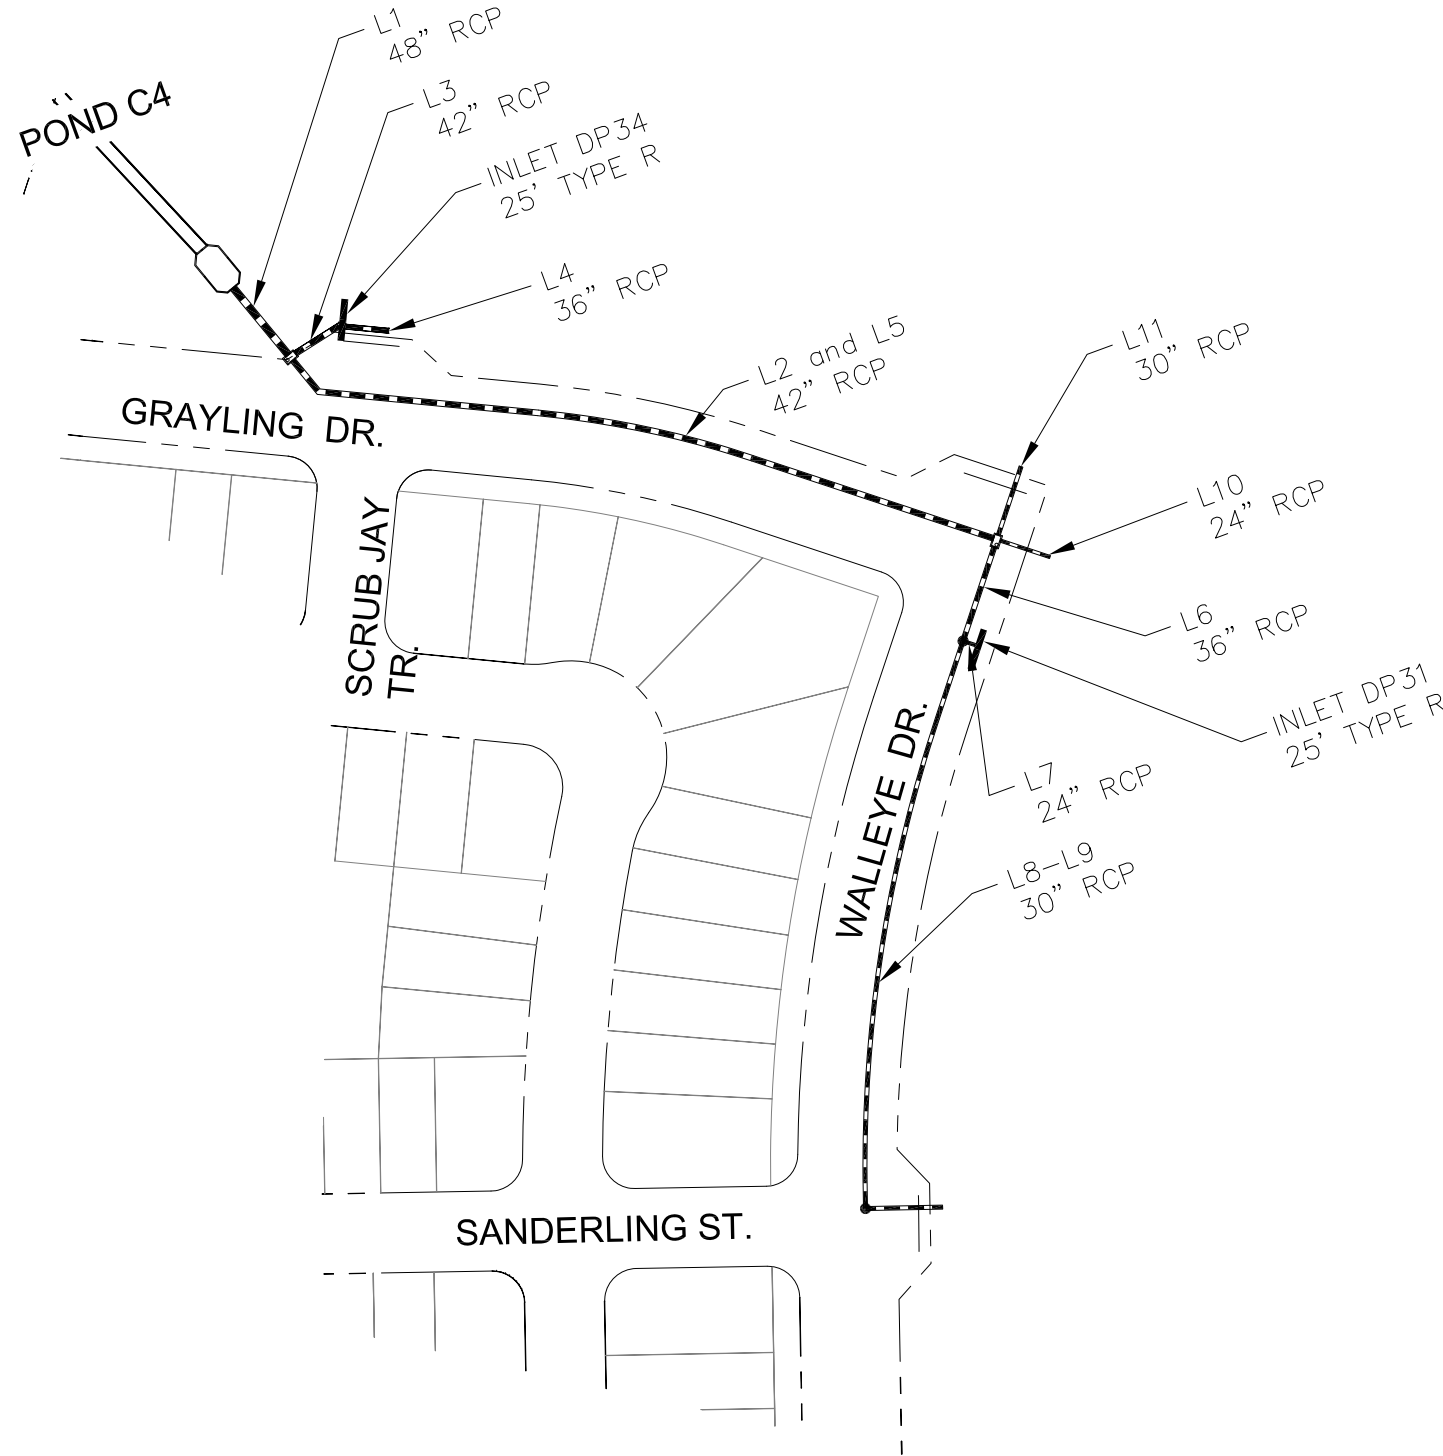 L1
48” RCP
POND C4
L3
42” RCP
INLET DP34
25’ TYPE R
L4
36” RCP
L2 and L5
42” RCP
L11
30” RCP
GRAYLING DR.
L10
24” RCP
SCRUB JAY
TR.
L6
36” RCP
INLET DP31
25’ TYPE R
WALLEYE DR.
L7
24” RCP
L8-L9
30” RCP
SANDERLING ST.